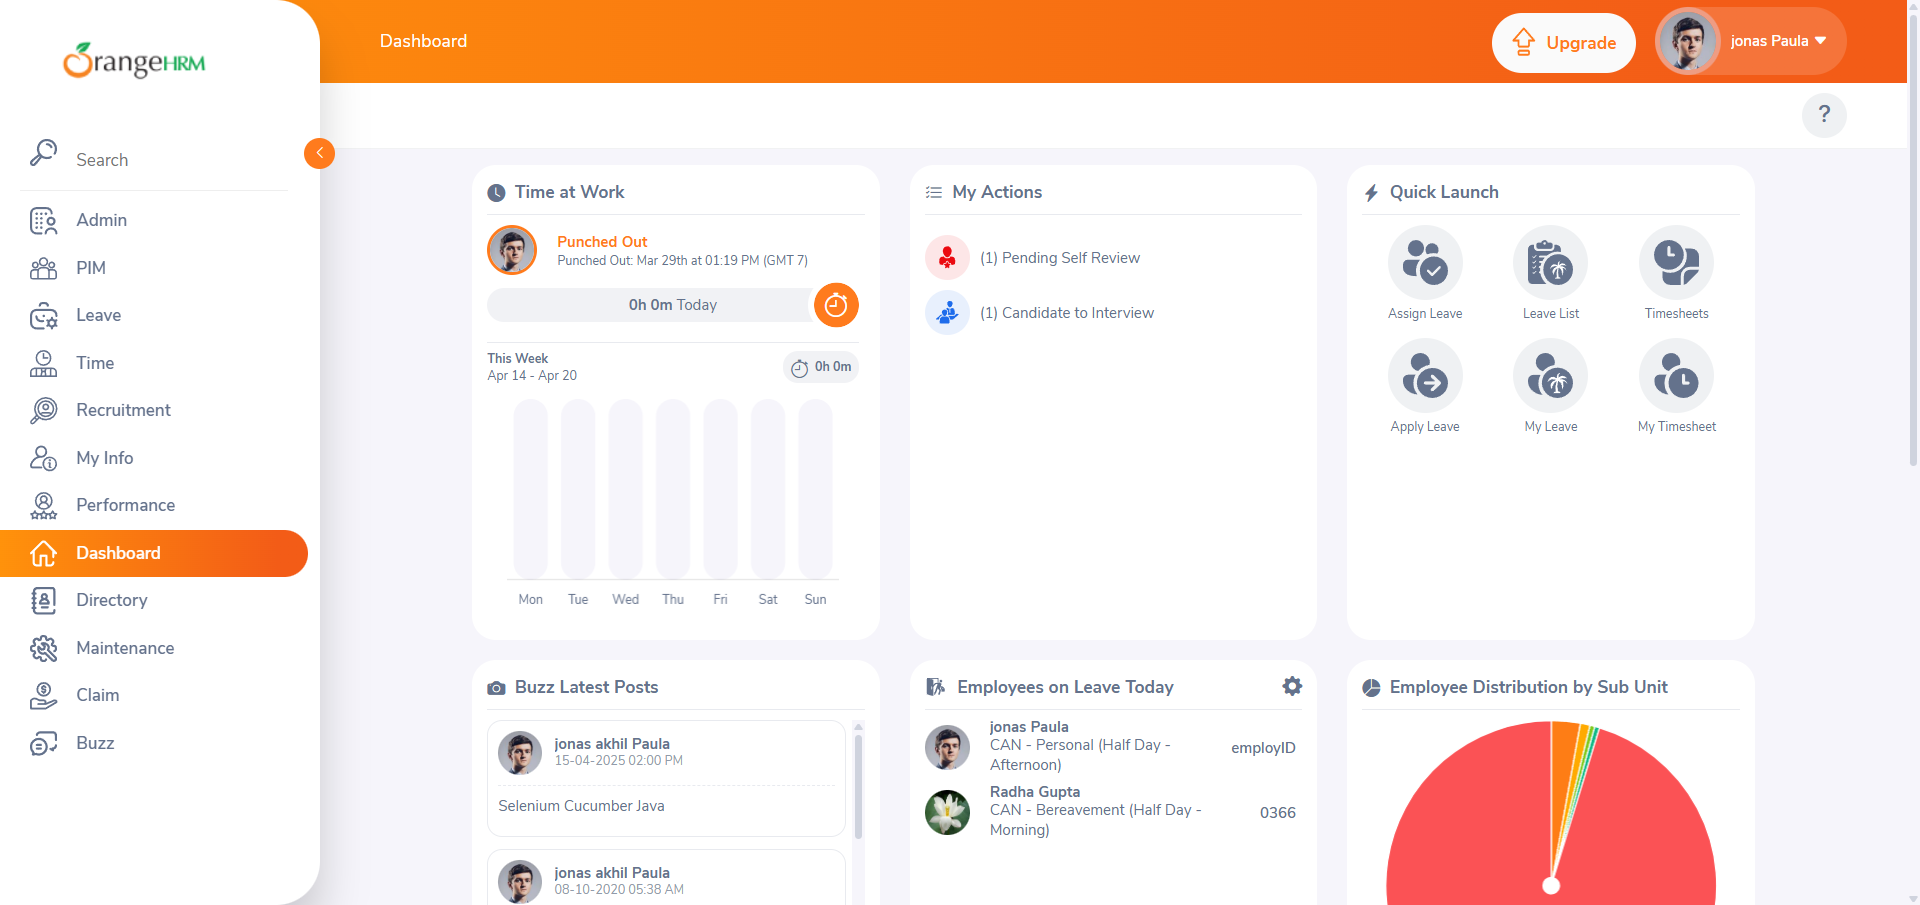 OrangeHRM
Dashboard
Upgrade
jonas Paula
?
Search
Admin
PIM
Leave
Time
Recruitment
My Info
Performance
Dashboard
Directory
Maintenance
Claim
Buzz
Time at Work
Punched Out
Punched Out: Mar 29th at 01:19 PM (GMT 7)
0h 0m Today
This Week
Apr 14 - Apr 20
0h 0m
Mon Tue Wed Thu Fri Sat Sun
My Actions
(1) Pending Self Review
(1) Candidate to Interview
Quick Launch
Assign Leave
Leave List
Timesheets
Apply Leave
My Leave
My Timesheet
Buzz Latest Posts
jonas akhil Paula
15-04-2025 02:00 PM
Selenium Cucumber Java
jonas akhil Paula
08-10-2020 05:38 AM
Employees on Leave Today
jonas Paula
CAN - Personal (Half Day -
Afternoon)
employID
Radha Gupta
CAN - Bereavement (Half Day -
Morning)
0366
Employee Distribution by Sub Unit